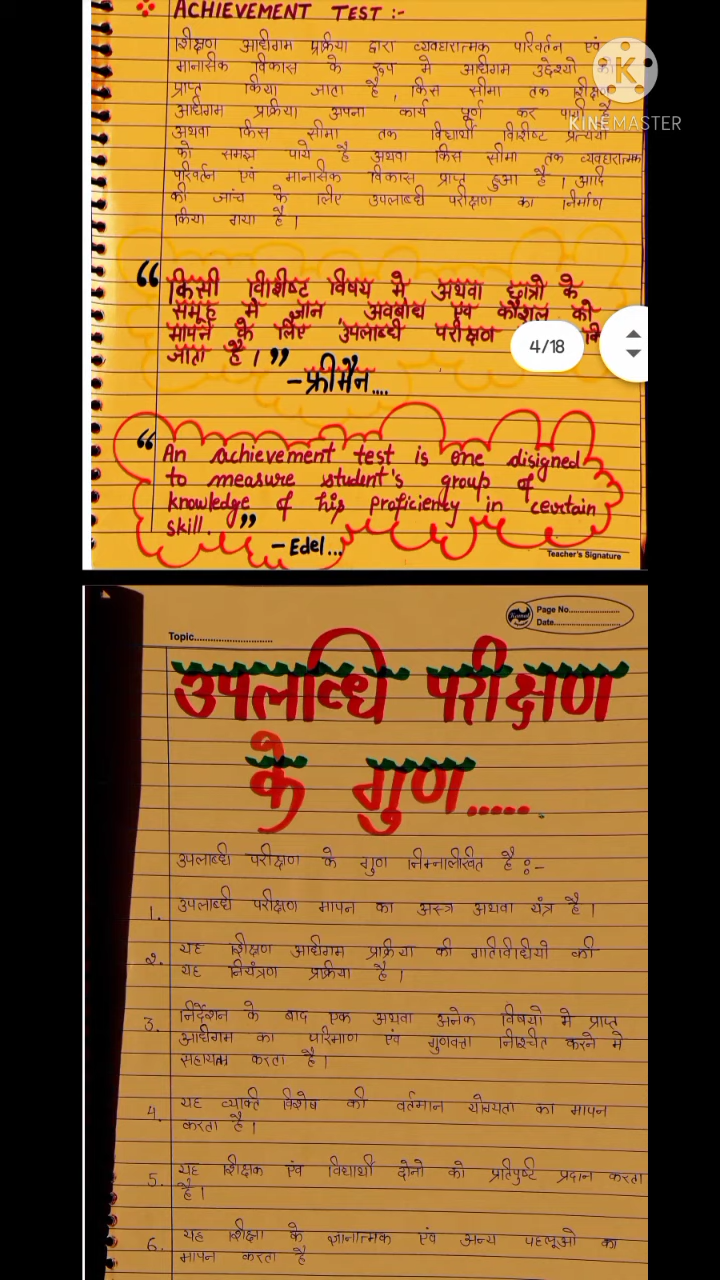 ACHIEVEMENT TEST :-
शिक्षण अधिगम प्रक्रिया द्वारा व्यवहारात्मक परिवर्तन एवं
मानसिक विकास के रूप मे अधिगम उद्देश्यो को
प्राप्त किया जाता है, किस सीमा तक शिक्षण
अधिगम प्रक्रिया अपना कार्य पूर्ण कर पायी है
KINEMASTER
अथवा किस सीमा तक विद्यार्थी विशिष्ट प्रत्ययो
को समझ पाये है अथवा किस सीमा तक व्यवहारात्मक
परिवर्तन एवं मानसिक विकास प्राप्त हुआ है । आदि
की जांच के लिए उपलाब्धी परीक्षण का निर्माण
किया गया है ।
“किसी विशिष्ट विषय मे अथवा छात्रो के
समूह मे ज्ञान, अवबोध एवं कौशल को
मापने के लिए उपलाब्धी परीक्षण कि
4/18
जाता है । ”
- फ्रीमैन....
“An achievement test is one disigned
to measure student's group of
knowledge of his proficiency in certain
skill. ”
- Edel...
Teacher's Signature
Page No.
Date
Topic
उपलब्धि परीक्षण
के गुण.....
उपलाब्धी परीक्षण के गुण निम्नलिखित है :-
1. उपलाब्धी परीक्षण मापन का अस्त्र अथवा यंत्र है ।
2. यह शिक्षण अधिगम प्रक्रिया की गतिविधियो की
यह नियंत्रण प्रक्रिया है ।
3. निर्देशन के बाद एक अथवा अनेक विषयो मे प्राप्त
अधिगम का परिमाण एवं गुणवता निश्चित करने मे
सहायता करता है ।
4. यह व्यक्ति विशेष की वर्तमान योग्यता का मापन
करता है ।
5. यह शिक्षक एंव विद्यार्थी दोनो को प्रतिपुष्टि प्रदान करता
है ।
6. यह शिक्षा के ज्ञानात्मक एंव अन्य पहलूओ का
मापन करता है